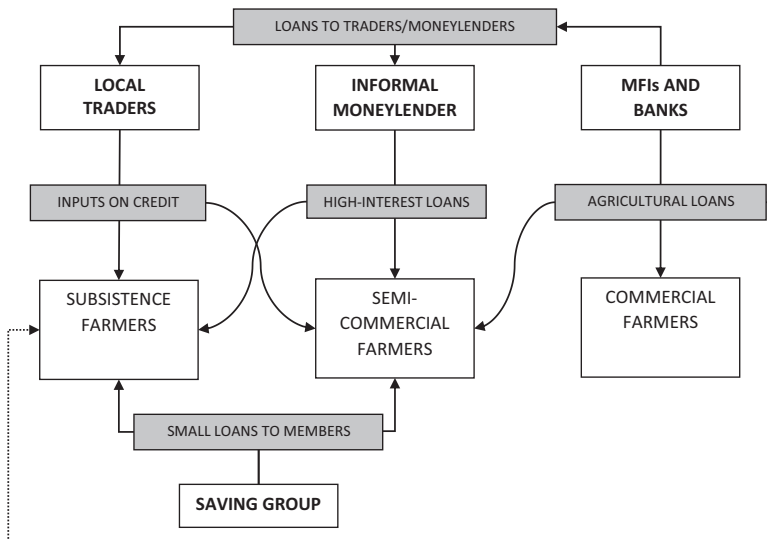 LOANS TO TRADERS/MONEYLENDERS
LOCAL
TRADERS
INFORMAL
MONEYLENDER
MFIs AND
BANKS
INPUTS ON CREDIT
HIGH-INTEREST LOANS
AGRICULTURAL LOANS
SUBSISTENCE
FARMERS
SEMI-
COMMERCIAL
FARMERS
COMMERCIAL
FARMERS
SMALL LOANS TO MEMBERS
SAVING GROUP